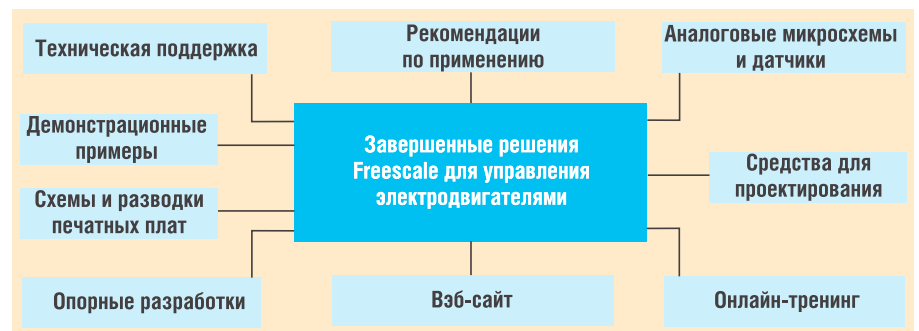 Техническая поддержка
Рекомендации
по применению
Аналоговые микросхемы
и датчики
Демонстрационные
примеры
Завершенные решения
Freescale для управления
электродвигателями
Средства для
проектирования
Схемы и разводки
печатных плат
Опорные разработки
Вэб-сайт
Онлайн-тренинг